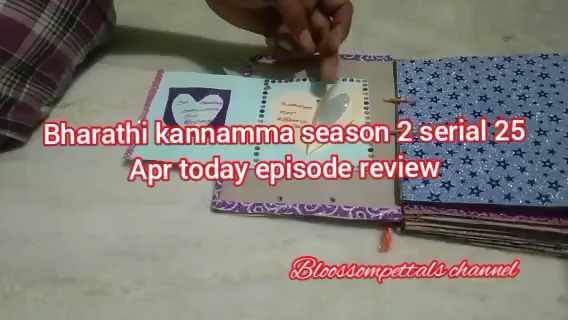 Bharathi kannamma season 2 serial 25
Apr today episode review
Bloossompettals channel